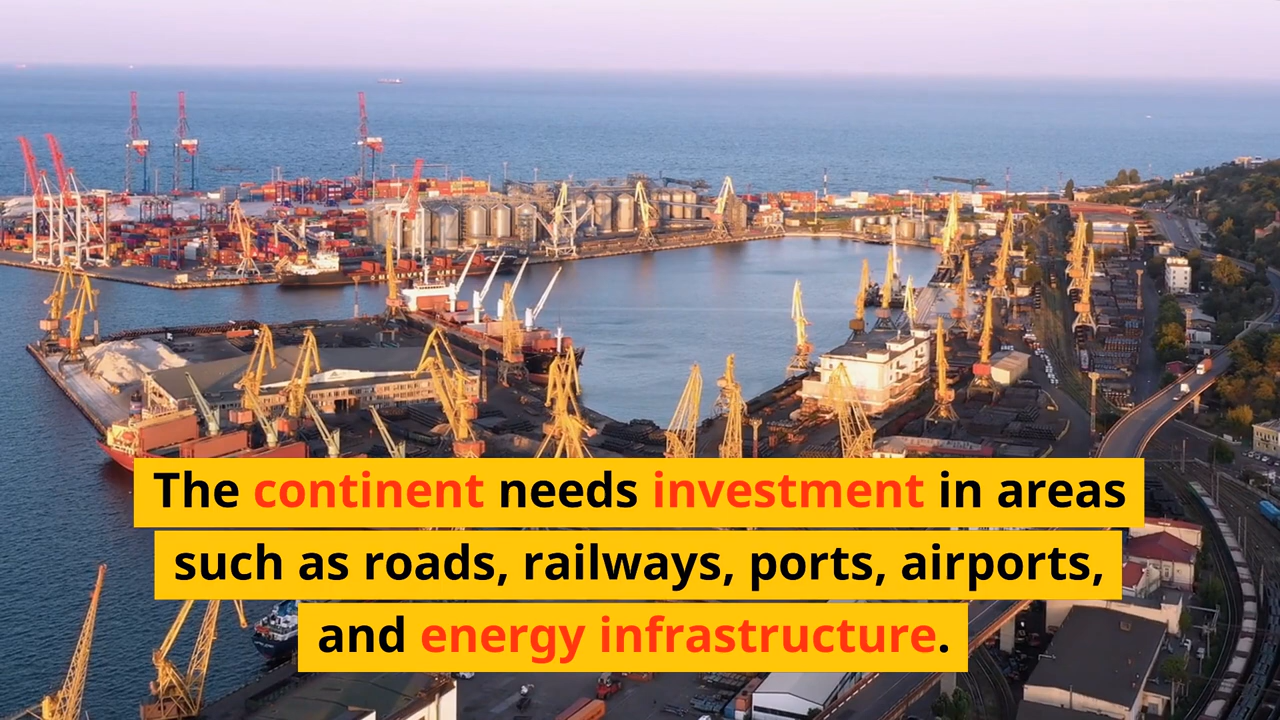 The continent needs investment in areas
such as roads, railways, ports, airports,
and energy infrastructure.